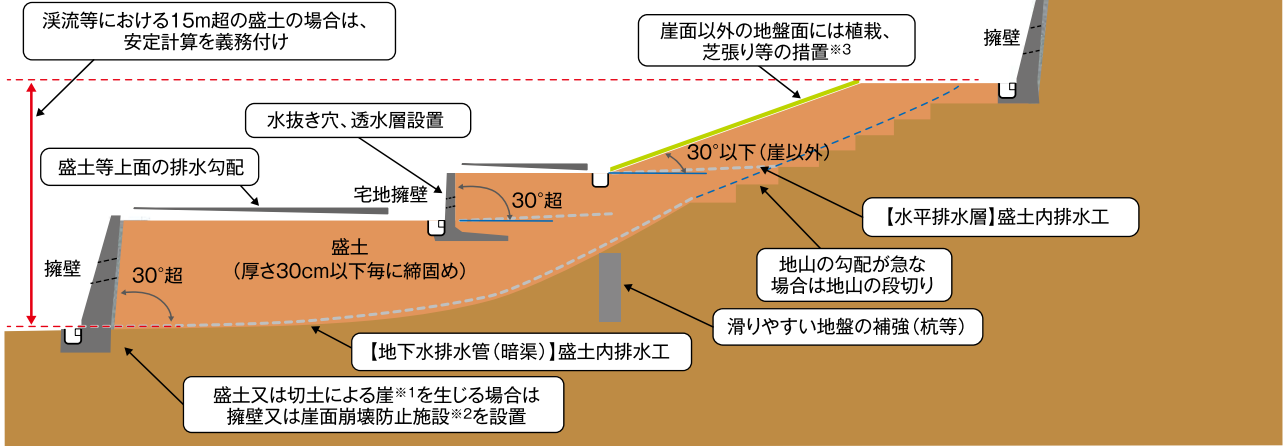 渓流等における15m超の盛土の場合は、
安定計算を義務付け
崖面以外の地盤面には植栽、
芝張り等の措置※3
擁壁
水抜き穴、透水層設置
盛土等上面の排水勾配
宅地擁壁
30°以下（崖以外）
30°超
【水平排水層】盛土内排水工
盛土
（厚さ30cm以下毎に締固め）
擁壁
30°超
地山の勾配が急な
場合は地山の段切り
滑りやすい地盤の補強（杭等）
【地下水排水管（暗渠）】盛土内排水工
盛土又は切土による崖※1を生じる場合は
擁壁又は崖面崩壊防止施設※2を設置